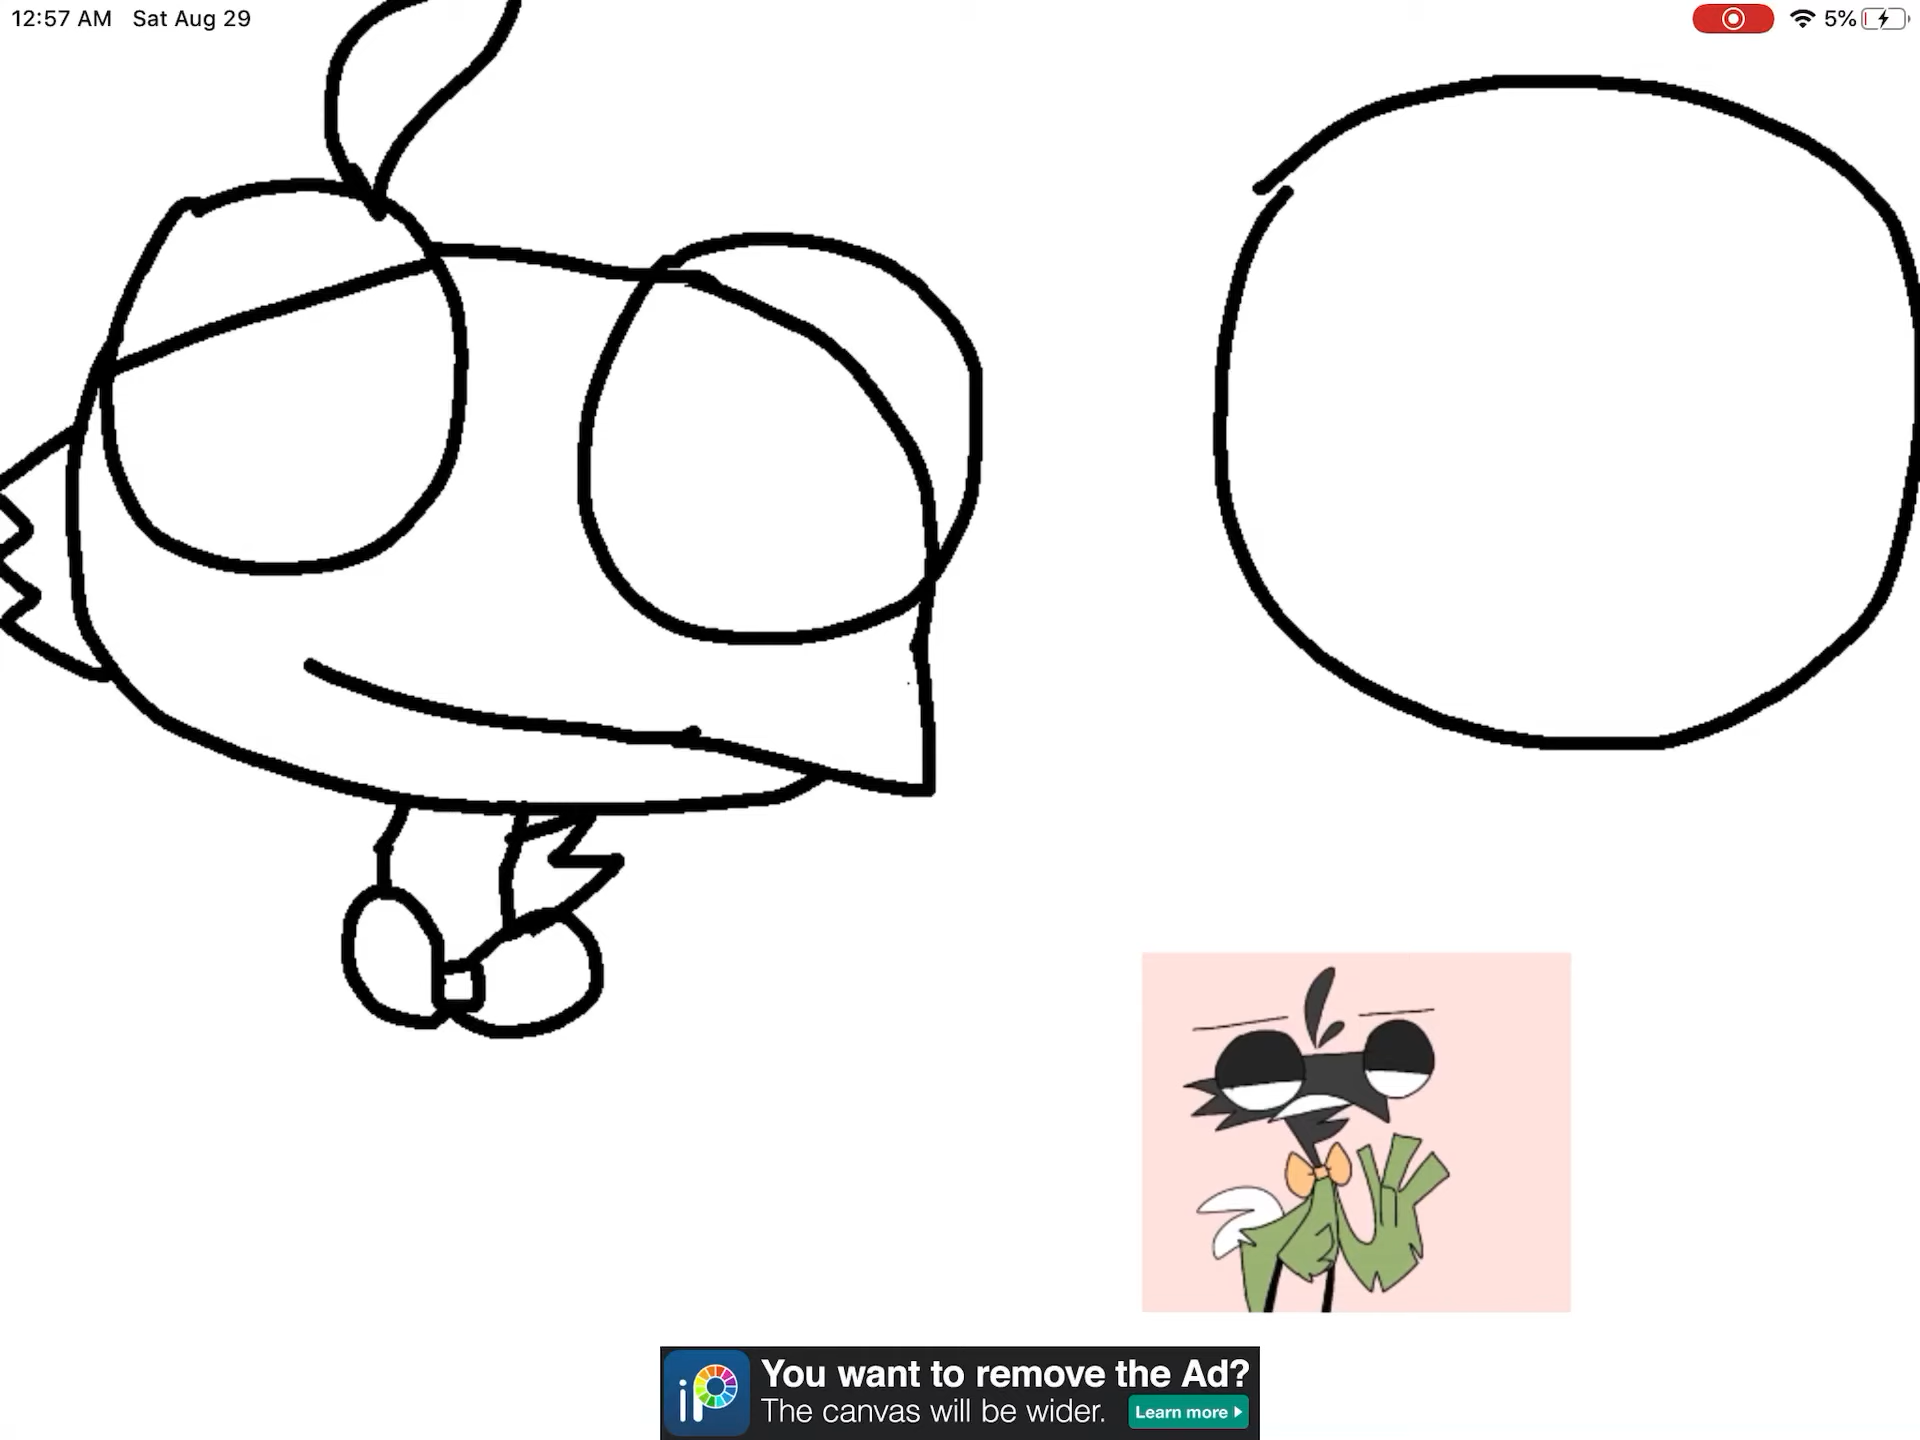 12:57 AM Sat Aug 29
5%
iP
You want to remove the Ad?
The canvas will be wider.
Learn more